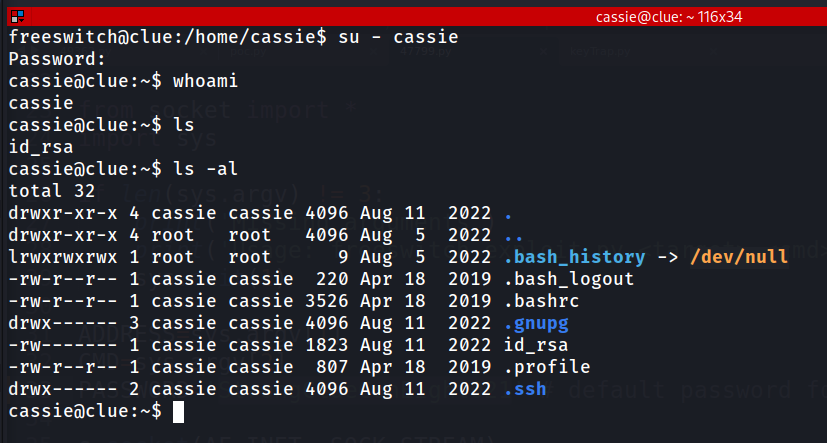 cassie@clue: ~ 116x34
freeswitch@clue:/home/cassie$ su - cassie
Password:
cassie@clue:~$ whoami
cassie
cassie@clue:~$ ls
id_rsa
cassie@clue:~$ ls -al
total 32
drwxr-xr-x 4 cassie cassie 4096 Aug 11  2022 .
drwxr-xr-x 4 root   root   4096 Aug  5  2022 ..
lrwxrwxrwx 1 root   root      9 Aug  5  2022 .bash_history -> /dev/null
-rw-r--r-- 1 cassie cassie  220 Apr 18  2019 .bash_logout
-rw-r--r-- 1 cassie cassie 3526 Apr 18  2019 .bashrc
drwx------ 3 cassie cassie 4096 Aug 11  2022 .gnupg
-rw------- 1 cassie cassie 1823 Aug 11  2022 id_rsa
-rw-r--r-- 1 cassie cassie  807 Apr 18  2019 .profile
drwx------ 2 cassie cassie 4096 Aug 11  2022 .ssh
cassie@clue:~$